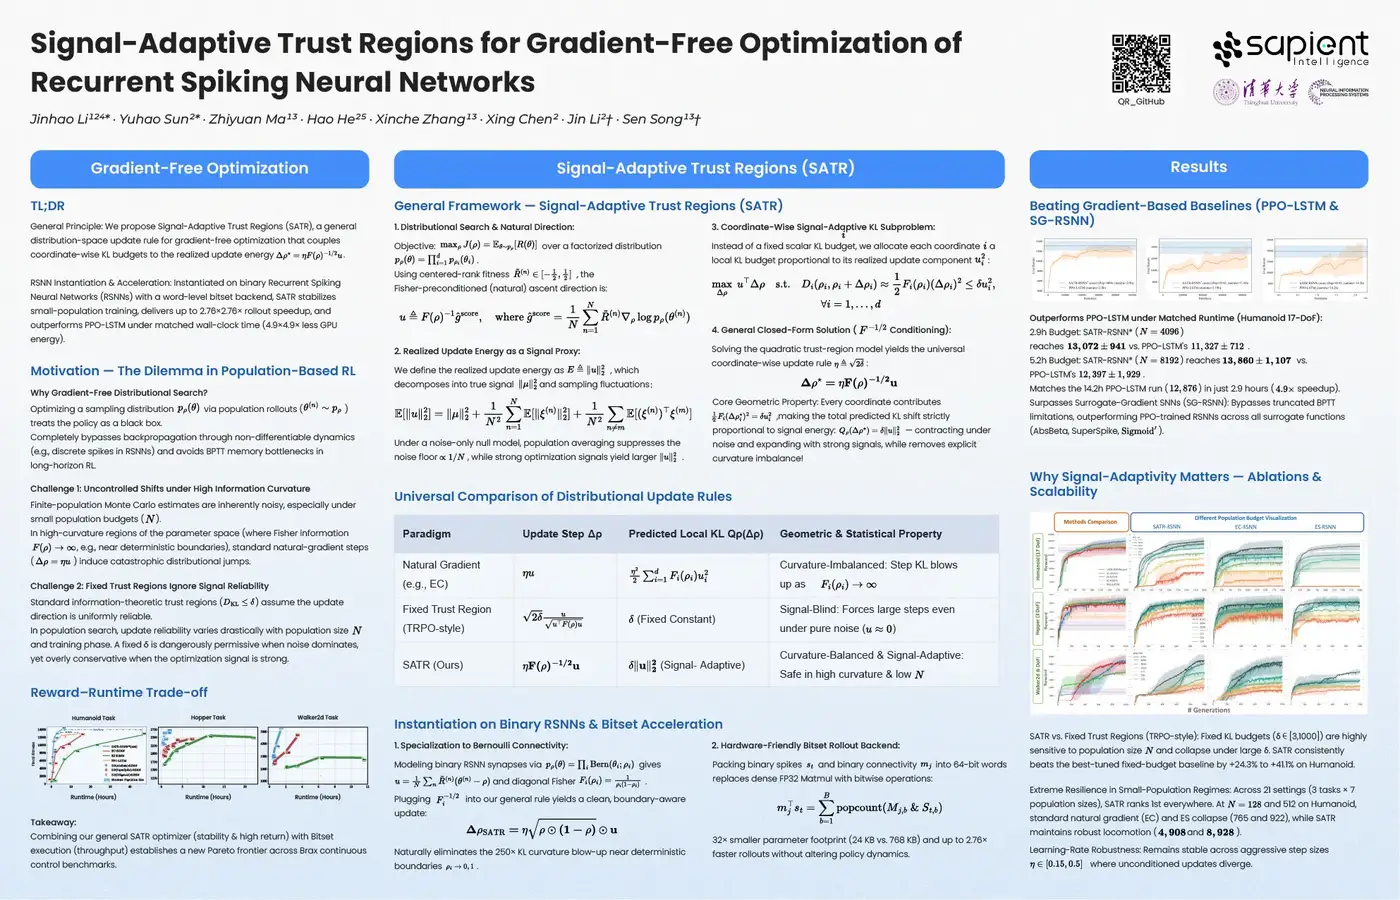 Signal-Adaptive Trust Regions for Gradient-Free Optimization of
Recurrent Spiking Neural Networks
Jinhao Li¹²⁴* · Yuhao Sun²* · Zhiyuan Ma¹³ · Hao He²⁵ · Xinche Zhang¹³ · Xing Chen² · Jin Li²† · Sen Song¹³†
QR_GitHub
sapient
Intelligence
清华大学
Tsinghua University
NEURAL INFORMATION
PROCESSING SYSTEMS
Gradient-Free Optimization
TL;DR
General Principle: We propose Signal-Adaptive Trust Regions (SATR), a general
distribution-space update rule for gradient-free optimization that couples
coordinate-wise KL budgets to the realized update energy Δρ* = ηF(ρ)^{-1/2}u.
RSNN Instantiation & Acceleration: Instantiated on binary Recurrent Spiking
Neural Networks (RSNNs) with a word-level bitset backend, SATR stabilizes
small-population training, delivers up to 2.76×2.76× rollout speedup, and
outperforms PPO-LSTM under matched wall-clock time (4.9×4.9× less GPU
energy).
Motivation — The Dilemma in Population-Based RL
Why Gradient-Free Distributional Search?
Optimizing a sampling distribution p_ρ(θ) via population rollouts (θ^{(n)} ∼ p_ρ )
treats the policy as a black box.
Completely bypasses backpropagation through non-differentiable dynamics
(e.g., discrete spikes in RSNNs) and avoids BPTT memory bottlenecks in
long-horizon RL.
Challenge 1: Uncontrolled Shifts under High Information Curvature
Finite-population Monte Carlo estimates are inherently noisy, especially under
small population budgets (N).
In high-curvature regions of the parameter space (where Fisher information
F(ρ) → ∞, e.g., near deterministic boundaries), standard natural-gradient steps
( Δρ = ηu ) induce catastrophic distributional jumps.
Challenge 2: Fixed Trust Regions Ignore Signal Reliability
Standard information-theoretic trust regions (D_KL ≤ δ) assume the update
direction is uniformly reliable.
In population search, update reliability varies drastically with population size N
and training phase. A fixed δ is dangerously permissive when noise dominates,
yet overly conservative when the optimization signal is strong.
Reward–Runtime Trade-off
Humanoid Task
Hopper Task
Walker2d Task
Runtime (Hours)
Runtime (Hours)
Runtime (Hours)
Takeaway:
Combining our general SATR optimizer (stability & high return) with Bitset
execution (throughput) establishes a new Pareto frontier across Brax continuous
control benchmarks.
Signal-Adaptive Trust Regions (SATR)
General Framework — Signal-Adaptive Trust Regions (SATR)
1. Distributional Search & Natural Direction:
Objective: max_ρ J(ρ) = 𝔼_{θ∼p_ρ}[R(θ)] over a factorized distribution
p_ρ(θ) = ∏_{i=1}^d p_{ρ_i}(θ_i) .
Using centered-rank fitness R̃^{(n)} ∈ [-1/2, 1/2] , the
Fisher-preconditioned (natural) ascent direction is:
u ≜ F(ρ)^{-1}ĝ^{score}, where ĝ^{score} = 1/N ∑_{n=1}^N R̃^{(n)}∇_ρ log p_ρ(θ^{(n)})
2. Realized Update Energy as a Signal Proxy:
We define the realized update energy as E ≜ ‖u‖₂² , which
decomposes into true signal ‖μ‖₂² and sampling fluctuations;
𝔼[‖u‖₂²] = ‖μ‖₂² + 1/N² ∑_{n=1}^N 𝔼[‖ξ^{(n)}‖₂²] + 1/N² ∑_{n≠m} 𝔼[(ξ^{(n)})^⊤ξ^{(m)}]
Under a noise-only null model, population averaging suppresses the
noise floor ∝ 1/N , while strong optimization signals yield larger ‖u‖₂² .
3. Coordinate-Wise Signal-Adaptive KL Subproblem:
i
Instead of a fixed scalar KL budget, we allocate each coordinate i a
local KL budget proportional to its realized update component u_i² :
max_{Δρ} u^⊤Δρ s.t. D_i(ρ_i, ρ_i + Δρ_i) ≈ 1/2 F_i(ρ_i)(Δρ_i)² ≤ δu_i²,
∀i = 1, . . . , d
4. General Closed-Form Solution ( F^{-1/2} Conditioning):
Solving the quadratic trust-region model yields the universal
coordinate-wise update rule η ≜ √2δ :
Δρ* = ηF(ρ)^{-1/2}u
Core Geometric Property: Every coordinate contributes
1/2 F_i(Δρ_i*)² = δu_i² ,making the total predicted KL shift strictly
proportional to signal energy: Q_ρ(Δρ*) = δ‖u‖₂² — contracting under
noise and expanding with strong signals, while removes explicit
curvature imbalance!
Universal Comparison of Distributional Update Rules
Paradigm Update Step Δρ Predicted Local KL Qρ(Δρ) Geometric & Statistical Property
Natural Gradient
(e.g., EC)
ηu
η²/2 ∑_{i=1}^d F_i(ρ_i)u_i²
Curvature-Imbalanced: Step KL blows
up as F_i(ρ_i) → ∞
Fixed Trust Region
(TRPO-style)
√2δ u/√(u^⊤F(ρ)u)
δ (Fixed Constant)
Signal-Blind: Forces large steps even
under pure noise (u ≈ 0)
SATR (Ours)
ηF(ρ)^{-1/2}u
δ‖u‖₂² (Signal- Adaptive)
Curvature-Balanced & Signal-Adaptive:
Safe in high curvature & low N
Instantiation on Binary RSNNs & Bitset Acceleration
1. Specialization to Bernoulli Connectivity:
Modeling binary RSNN synapses via p_ρ(θ) = ∏_i Bern(θ_i; ρ_i) gives
u = 1/N ∑_n R̃^{(n)}(θ^{(n)} − ρ) and diagonal Fisher F_i(ρ_i) = 1/(ρ_i(1−ρ_i)) .
Plugging F_i^{-1/2} into our general rule yields a clean, boundary-aware
update:
Δρ_SATR = η√(ρ ⊙ (1 − ρ)) ⊙ u
Naturally eliminates the 250× KL curvature blow-up near deterministic
boundaries ρ_i → 0, 1 .
2. Hardware-Friendly Bitset Rollout Backend:
Packing binary spikes s_t and binary connectivity m_j into 64-bit words
replaces dense FP32 Matmul with bitwise operations:
m_j^⊤ s_t = ∑_{b=1}^B popcount(M_{j,b} & S_{t,b})
32× smaller parameter footprint (24 KB vs. 768 KB) and up to 2.76×
faster rollouts without altering policy dynamics.
Results
Beating Gradient-Based Baselines (PPO-LSTM &
SG-RSNN)
Outperforms PPO-LSTM under Matched Runtime (Humanoid 17-DoF):
2.9h Budget: SATR-RSNN* ( N = 4096)
reaches 13,072 ± 941 vs. PPO-LSTM's 11,327 ± 712 .
5.2h Budget: SATR-RSNN* ( N = 8192) reaches 13,860 ± 1,107 vs.
PPO-LSTM's 12,397 ± 1,929 .
Matches the 14.2h PPO-LSTM run (12,876) in just 2.9 hours (4.9× speedup).
Surpasses Surrogate-Gradient SNNs (SG-RSNN): Bypasses truncated BPTT
limitations, outperforming PPO-trained RSNNs across all surrogate functions
(AbsBeta, SuperSpike, Sigmoid′ ).
Why Signal-Adaptivity Matters — Ablations &
Scalability
Methods Comparison
Different Population Budget Visualization
SATR-RSNN
EC-RSNN
ES-RSNN
Humanoid (17 DoF)
Hopper (3 DoF)
Walker2d (6 DoF)
# Generations
SATR vs. Fixed Trust Regions (TRPO-style): Fixed KL budgets (δ ∈ [3,1000]) are highly
sensitive to population size N and collapse under large δ. SATR consistently
beats the best-tuned fixed-budget baseline by +24.3% to +41.1% on Humanoid.
Extreme Resilience in Small-Population Regimes: Across 21 settings (3 tasks × 7
population sizes), SATR ranks 1st everywhere. At N = 128 and 512 on Humanoid,
standard natural gradient (EC) and ES collapse (765 and 922), while SATR
maintains robust locomotion ( 4,908 and 8,928 ).
Learning-Rate Robustness: Remains stable across aggressive step sizes
η ∈ [0.15, 0.5] where unconditioned updates diverge.